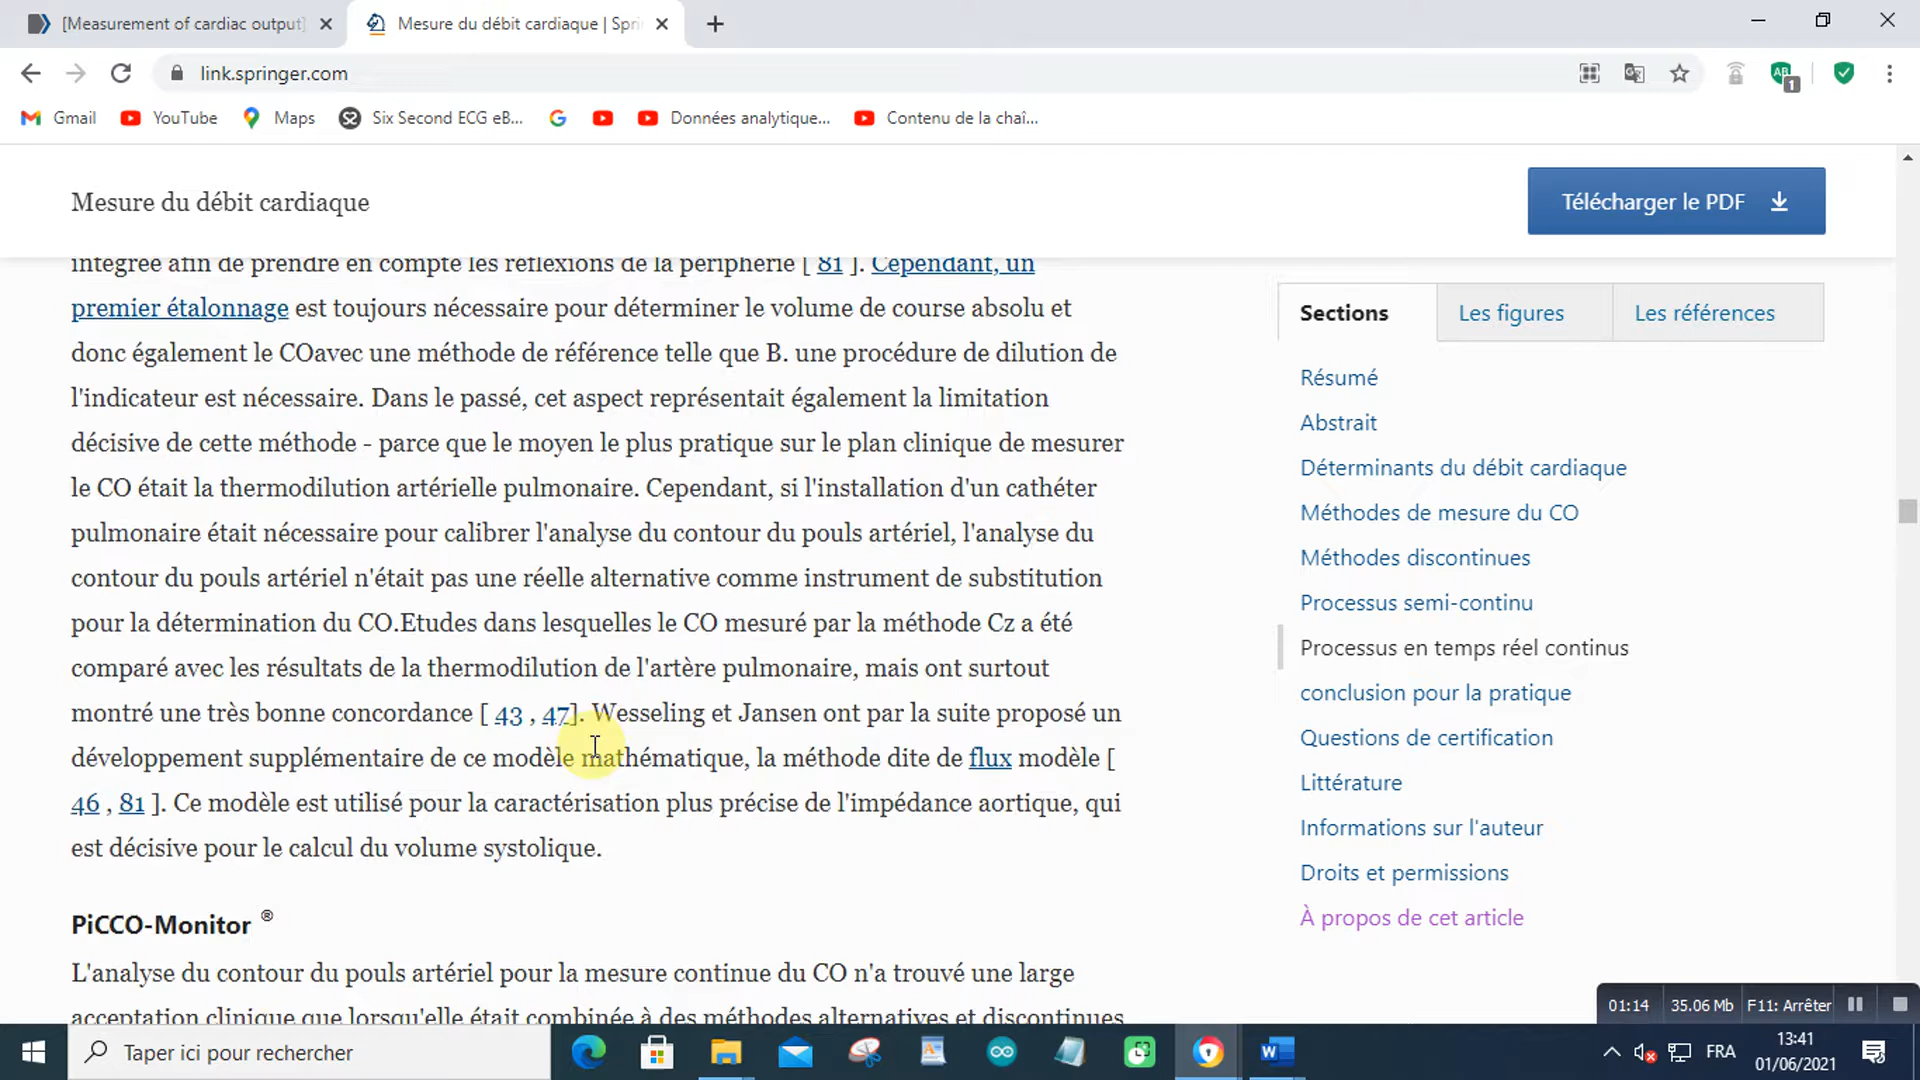 [Measurement of cardiac output]
Mesure du débit cardiaque | Spri
link.springer.com
AB
1
Gmail
YouTube
Maps
S2
Six Second ECG eB...
Données analytique...
Contenu de la chaî...
Mesure du débit cardiaque
Télécharger le PDF
intégrée afin de prendre en compte les réflexions de la périphérie [ 81 ]. Cependant, un
premier étalonnage est toujours nécessaire pour déterminer le volume de course absolu et
donc également le COavec une méthode de référence telle que B. une procédure de dilution de
l'indicateur est nécessaire. Dans le passé, cet aspect représentait également la limitation
décisive de cette méthode - parce que le moyen le plus pratique sur le plan clinique de mesurer
le CO était la thermodilution artérielle pulmonaire. Cependant, si l'installation d'un cathéter
pulmonaire était nécessaire pour calibrer l'analyse du contour du pouls artériel, l'analyse du
contour du pouls artériel n'était pas une réelle alternative comme instrument de substitution
pour la détermination du CO.Etudes dans lesquelles le CO mesuré par la méthode Cz a été
comparé avec les résultats de la thermodilution de l'artère pulmonaire, mais ont surtout
montré une très bonne concordance [ 43 , 47]. Wesseling et Jansen ont par la suite proposé un
développement supplémentaire de ce modèle mathématique, la méthode dite de flux modèle [
46 , 81 ]. Ce modèle est utilisé pour la caractérisation plus précise de l'impédance aortique, qui
est décisive pour le calcul du volume systolique.
PiCCO-Monitor ®
L'analyse du contour du pouls artériel pour la mesure continue du CO n'a trouvé une large
acceptation clinique que lorsqu'elle était combinée à des méthodes alternatives et discontinues
Sections
Les figures
Les références
Résumé
Abstrait
Déterminants du débit cardiaque
Méthodes de mesure du CO
Méthodes discontinues
Processus semi-continu
Processus en temps réel continus
conclusion pour la pratique
Questions de certification
Littérature
Informations sur l'auteur
Droits et permissions
À propos de cet article
01:14
35.06 Mb
F11: Arrêter
Taper ici pour rechercher
FRA
13:41
01/06/2021